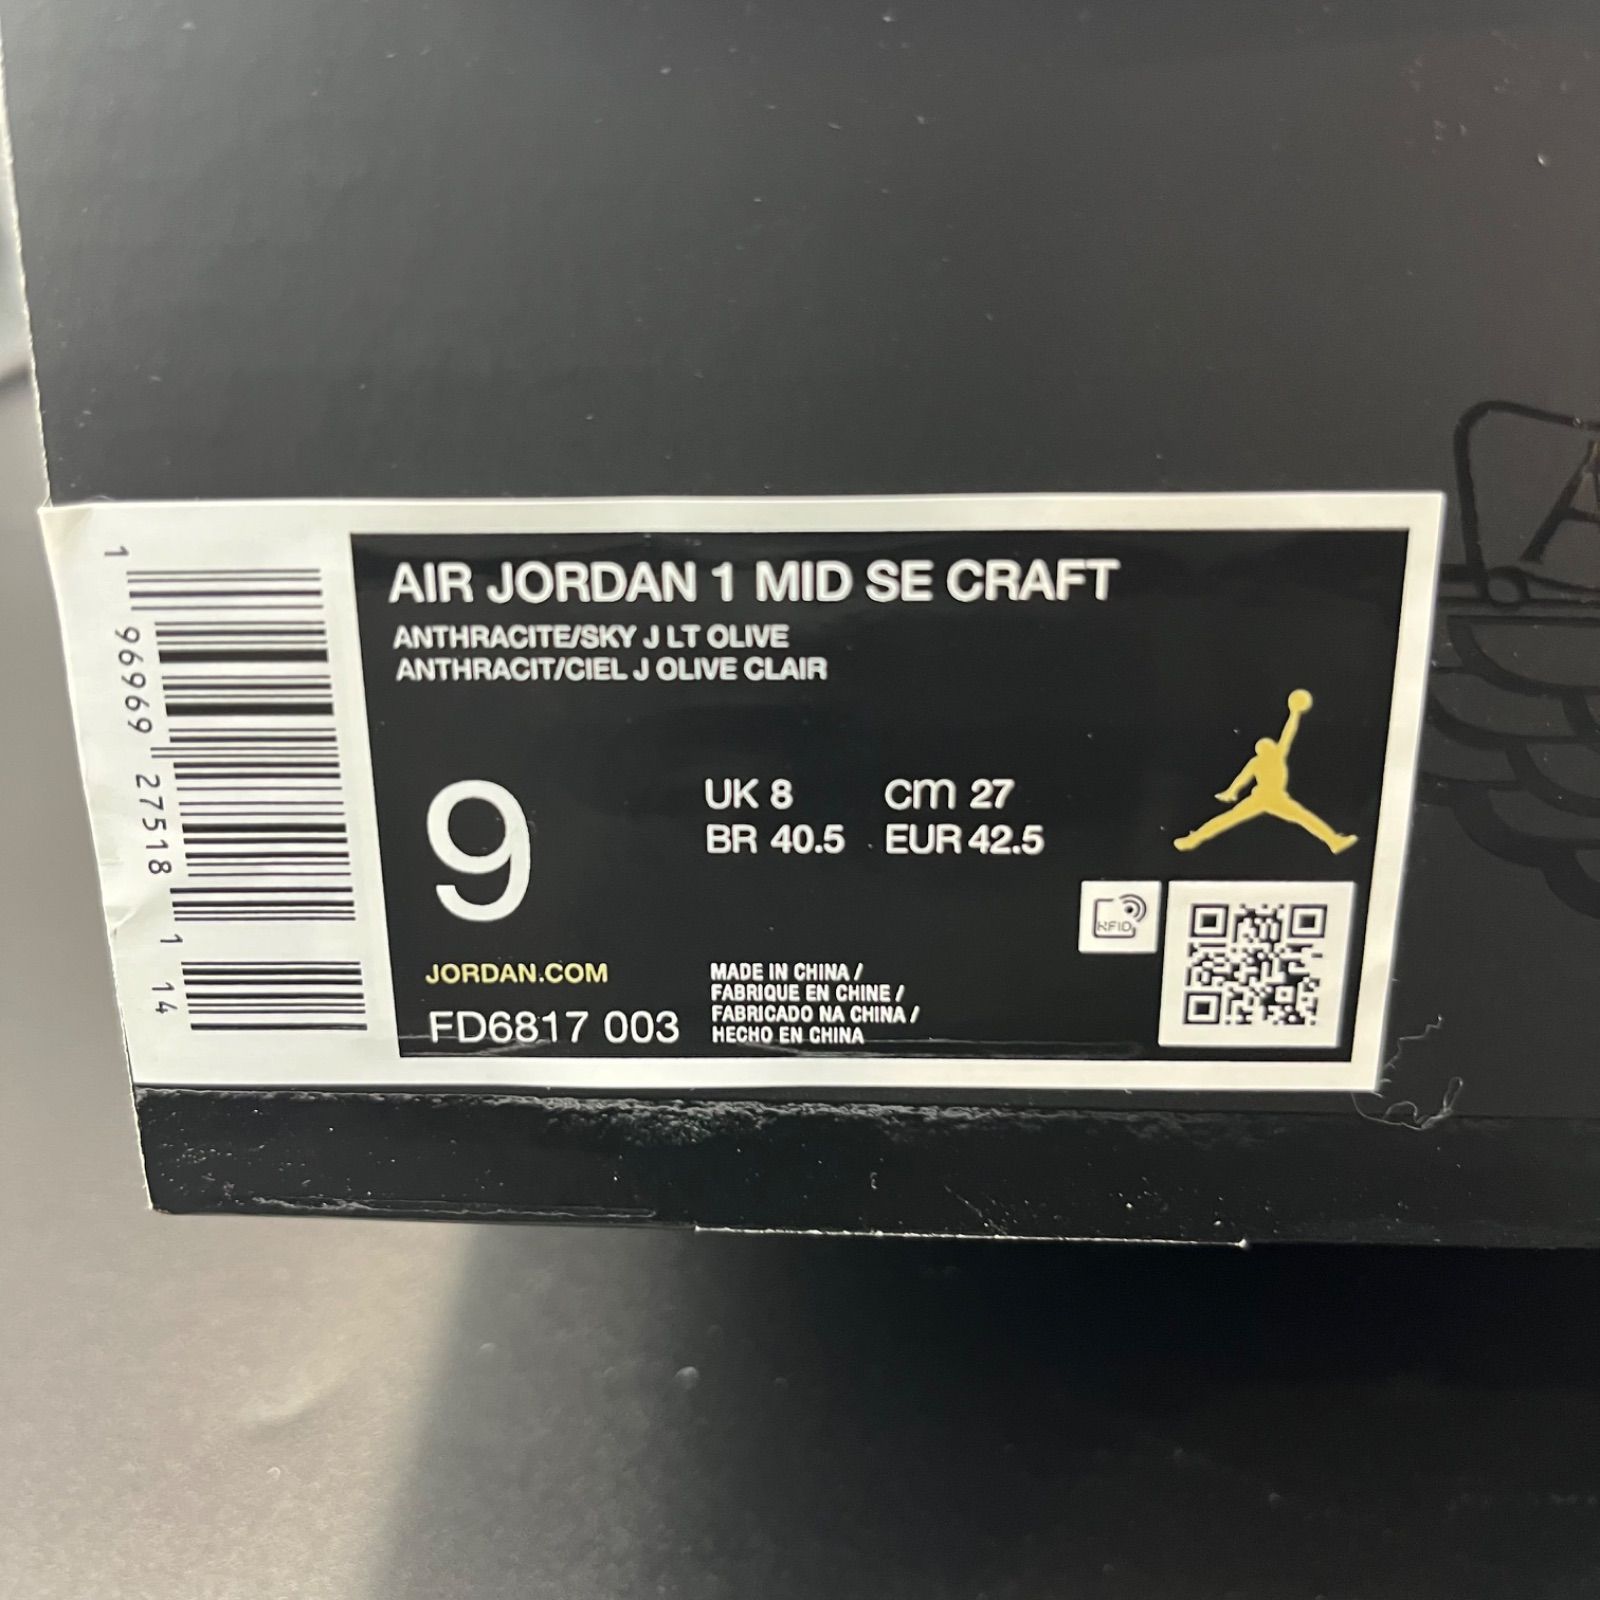 AIR JORDAN 1 MID SE CRAFT
ANTHRACITE/SKY J LT OLIVE
ANTHRACIT/CIEL J OLIVE CLAIR
9
UK 8
cm 27
BR 40.5
EUR 42.5
RFID
JORDAN.COM
FD6817 003
MADE IN CHINA /
FABRIQUE EN CHINE /
FABRICADO NA CHINA /
HECHO EN CHINA
1 96969 27518 1 14